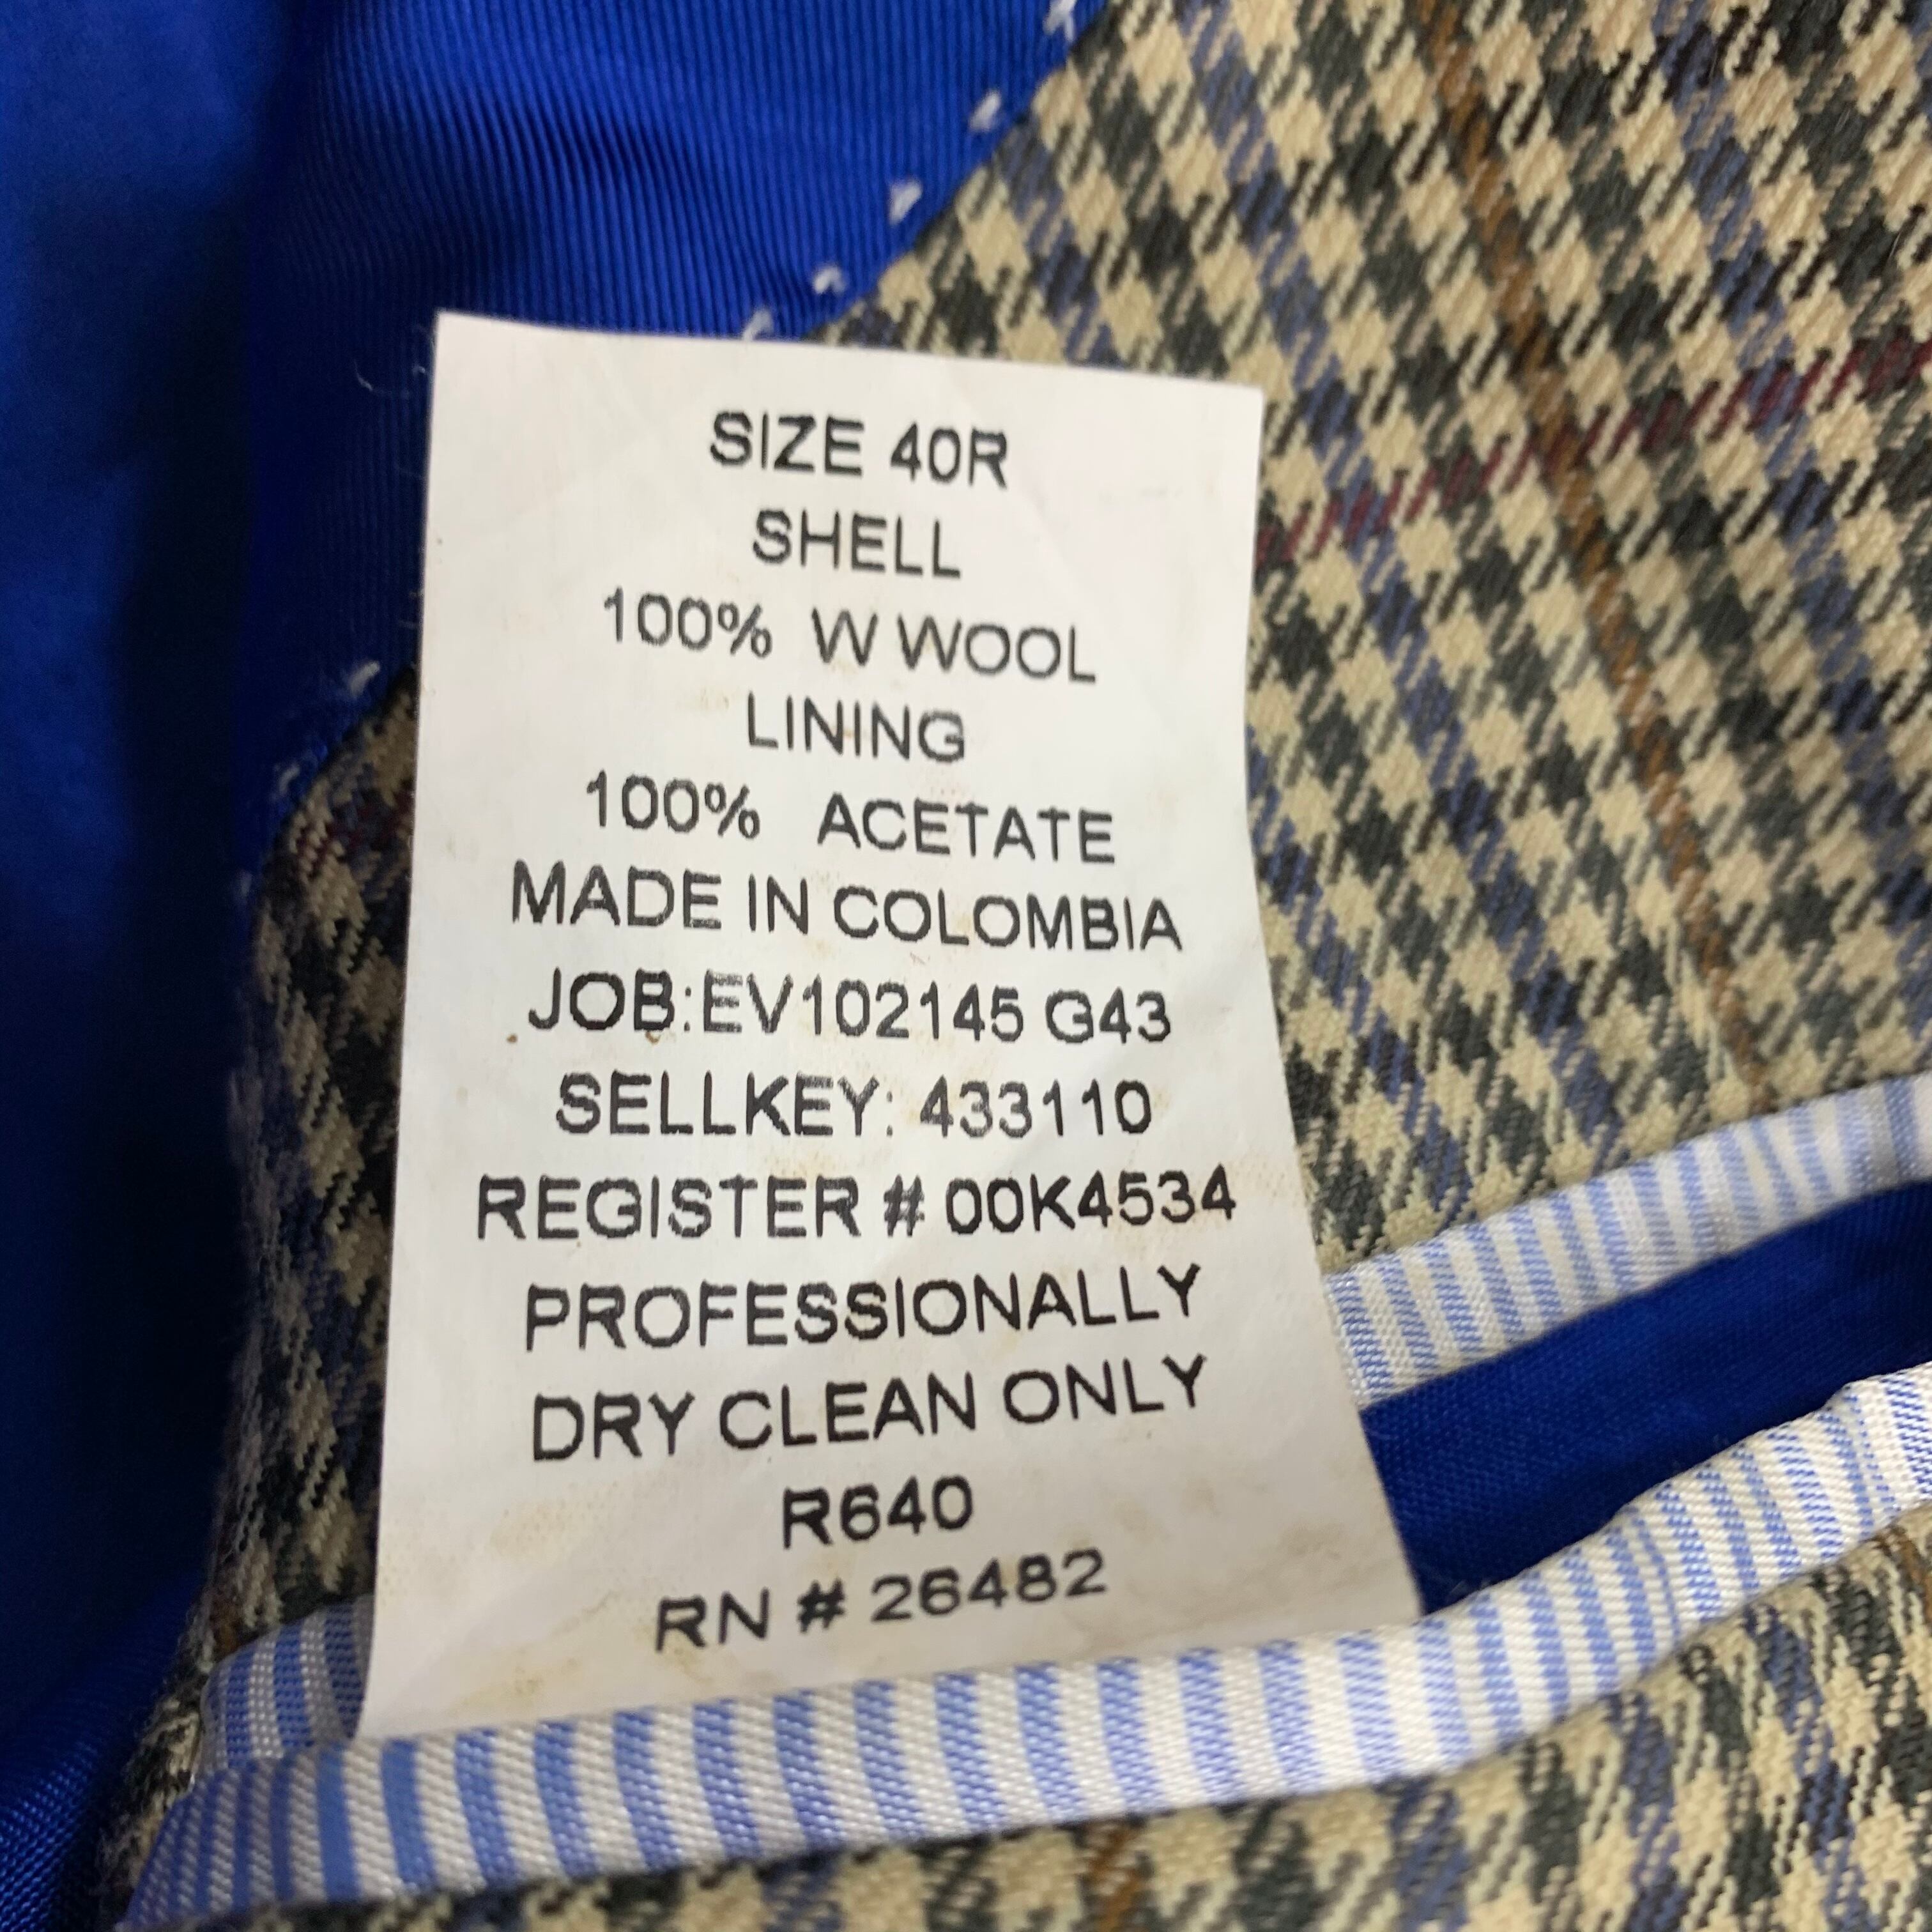 SIZE 40R
SHELL
100% W WOOL
LINING
100% ACETATE
MADE IN COLOMBIA
JOB:EV102145 G43
SELLKEY: 433110
REGISTER # 00K4534
PROFESSIONALLY
DRY CLEAN ONLY
R640
RN # 26482